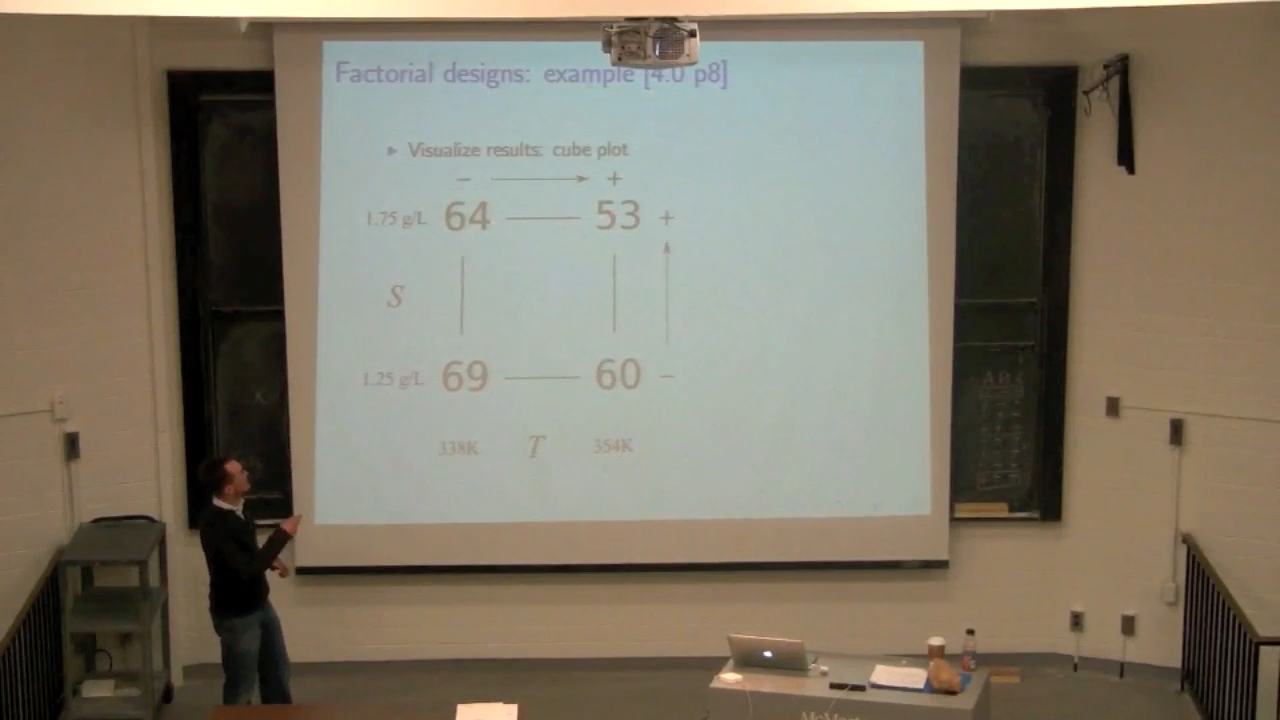 Factorial designs: example [4.0 p8]
► Visualize results: cube plot
− +
1.75 g/L 64 53 +
S
1.25 g/L 69 60 −
338K T 354K